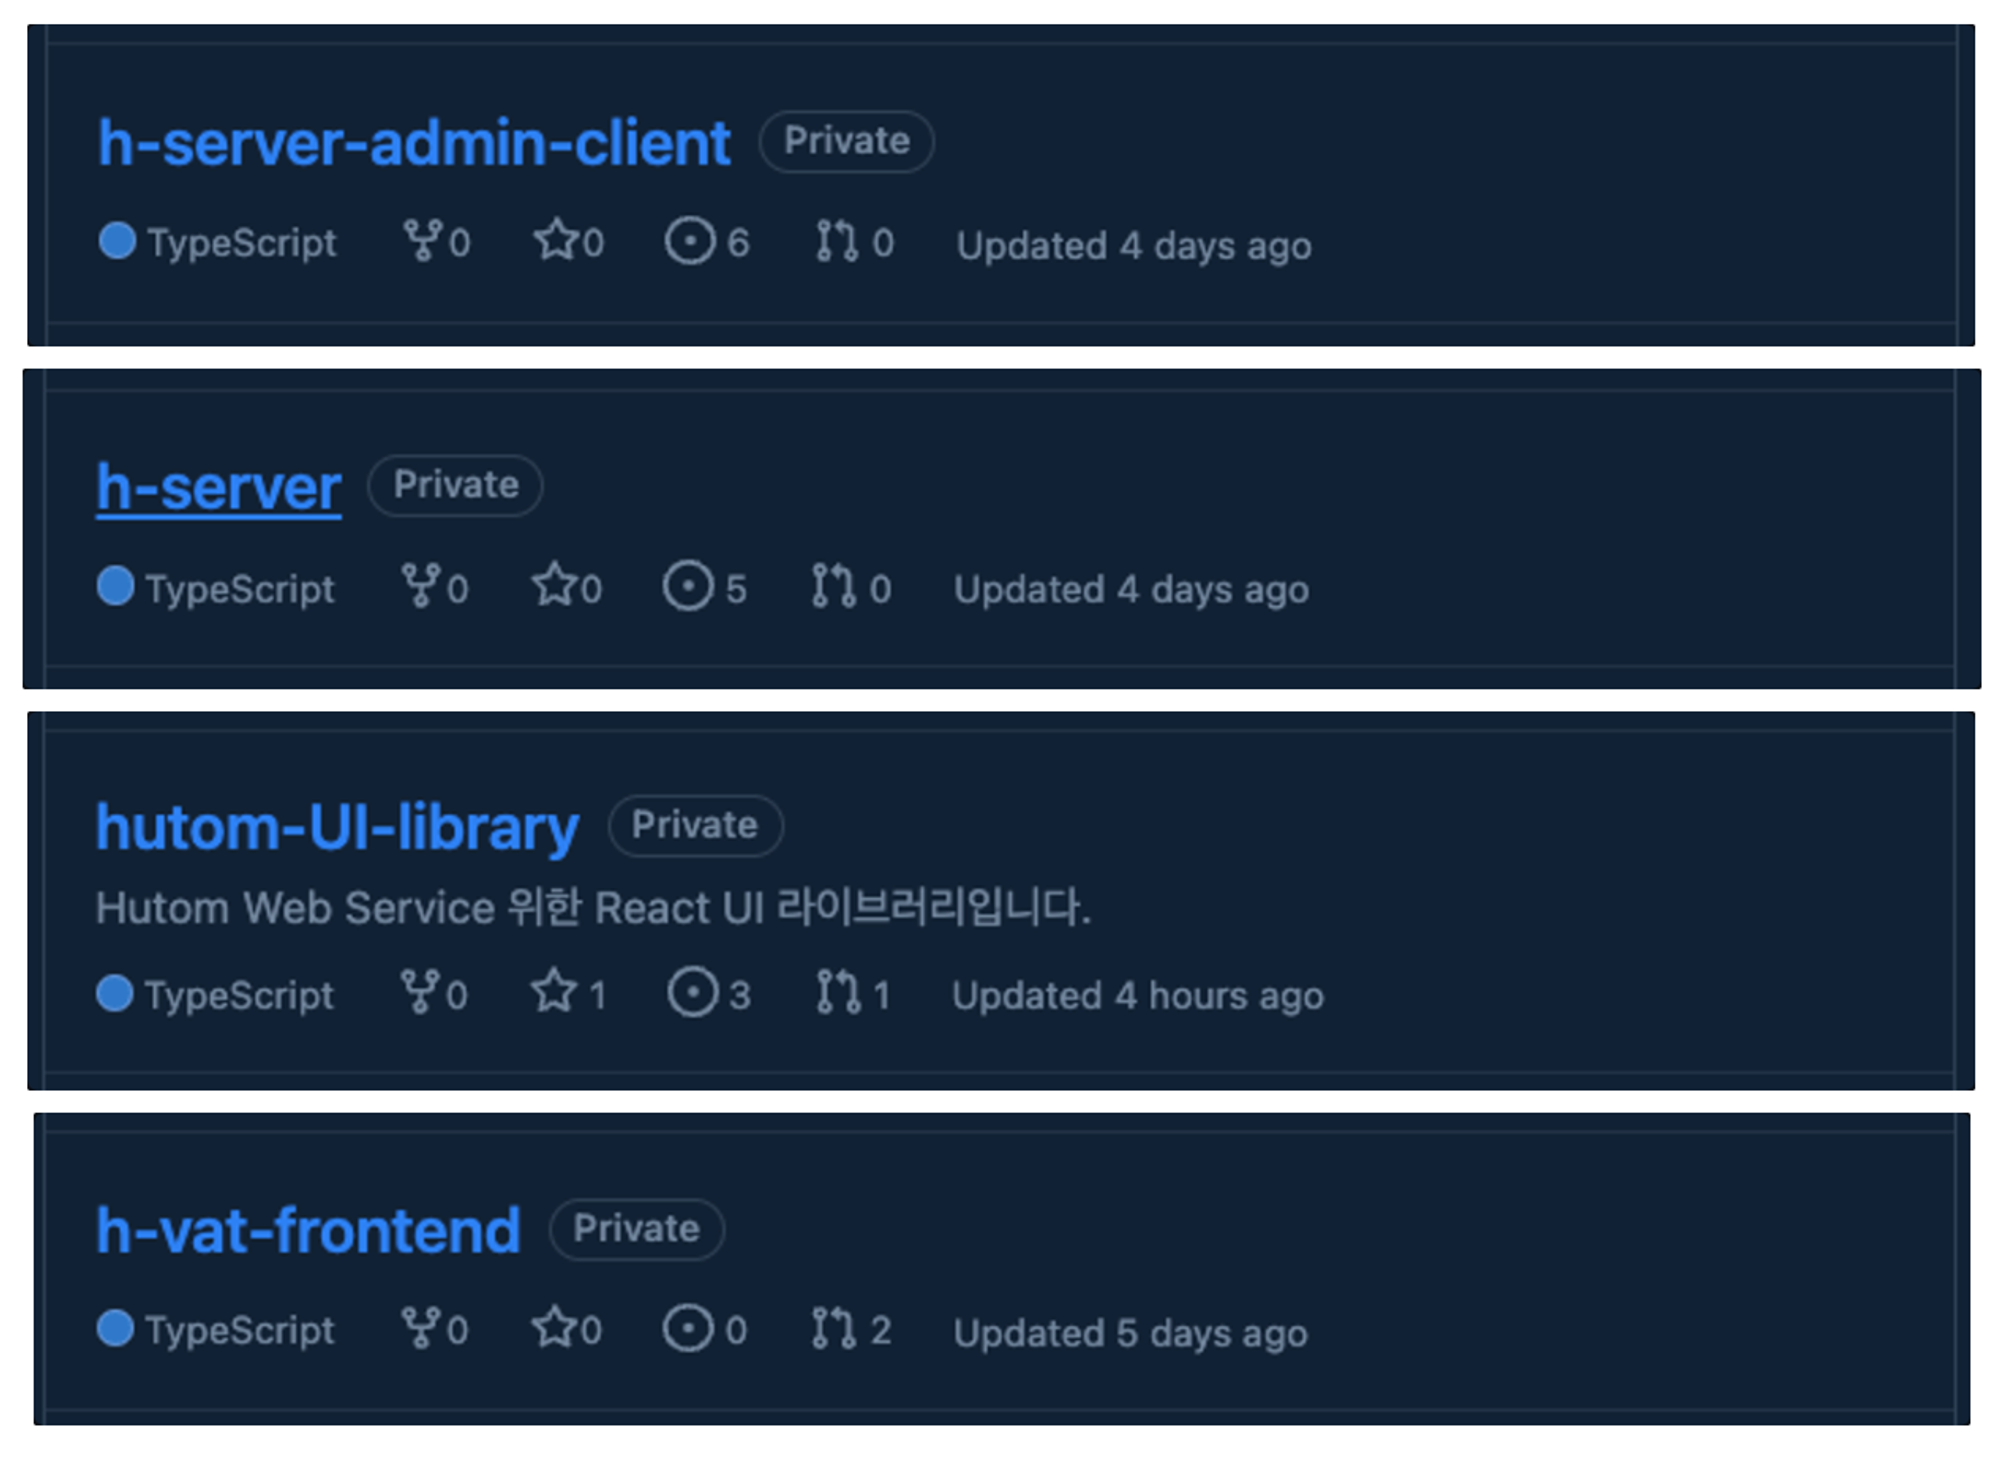 h-server-admin-client Private
TypeScript 0 0 6 0 Updated 4 days ago
h-server Private
TypeScript 0 0 5 0 Updated 4 days ago
hutom-UI-library Private
Hutom Web Service 위한 React UI 라이브러리입니다.
TypeScript 0 1 3 1 Updated 4 hours ago
h-vat-frontend Private
TypeScript 0 0 0 2 Updated 5 days ago